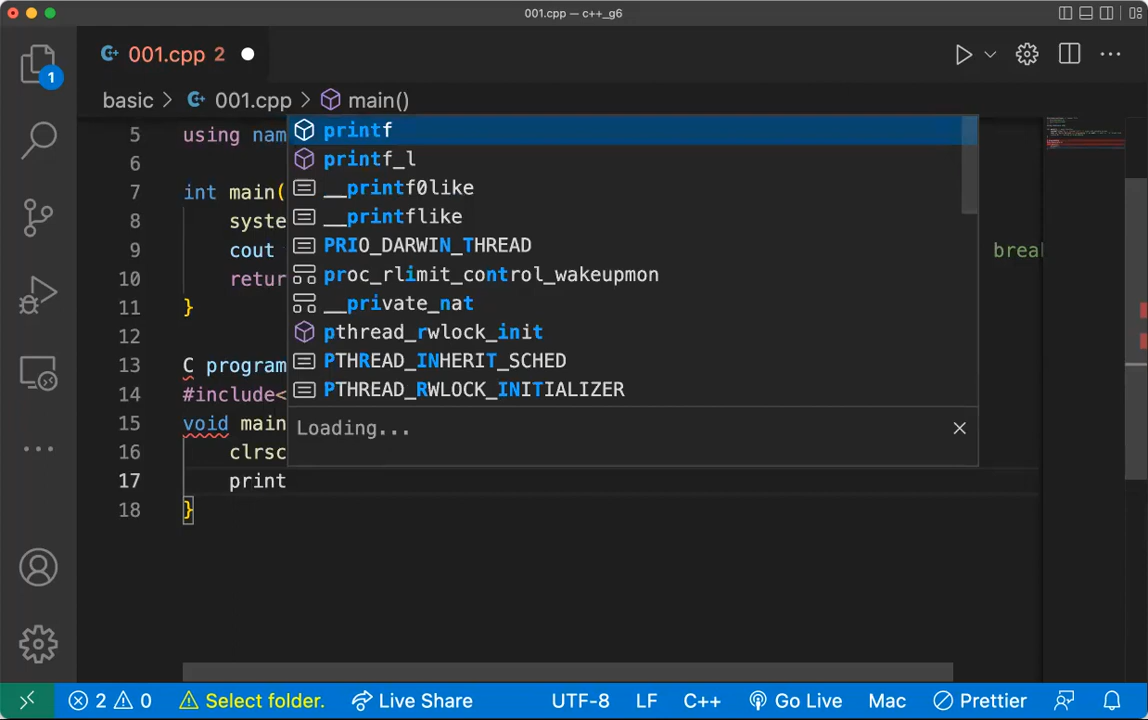 001.cpp — c++_g6
001.cpp 2
1
basic > 001.cpp > main()
5 using nam
6
7 int main(
8 syste
9 cout break
10 return
11 }
12
13 C program
14 #include<
15 void main
16 clrsc
17 print
18 }
printf
printf_l
__printf0like
__printflike
PRIO_DARWIN_THREAD
proc_rlimit_control_wakeupmon
__private_nat
pthread_rwlock_init
PTHREAD_INHERIT_SCHED
PTHREAD_RWLOCK_INITIALIZER
Loading...
2 0 Select folder. Live Share UTF-8 LF C++ Go Live Mac Prettier